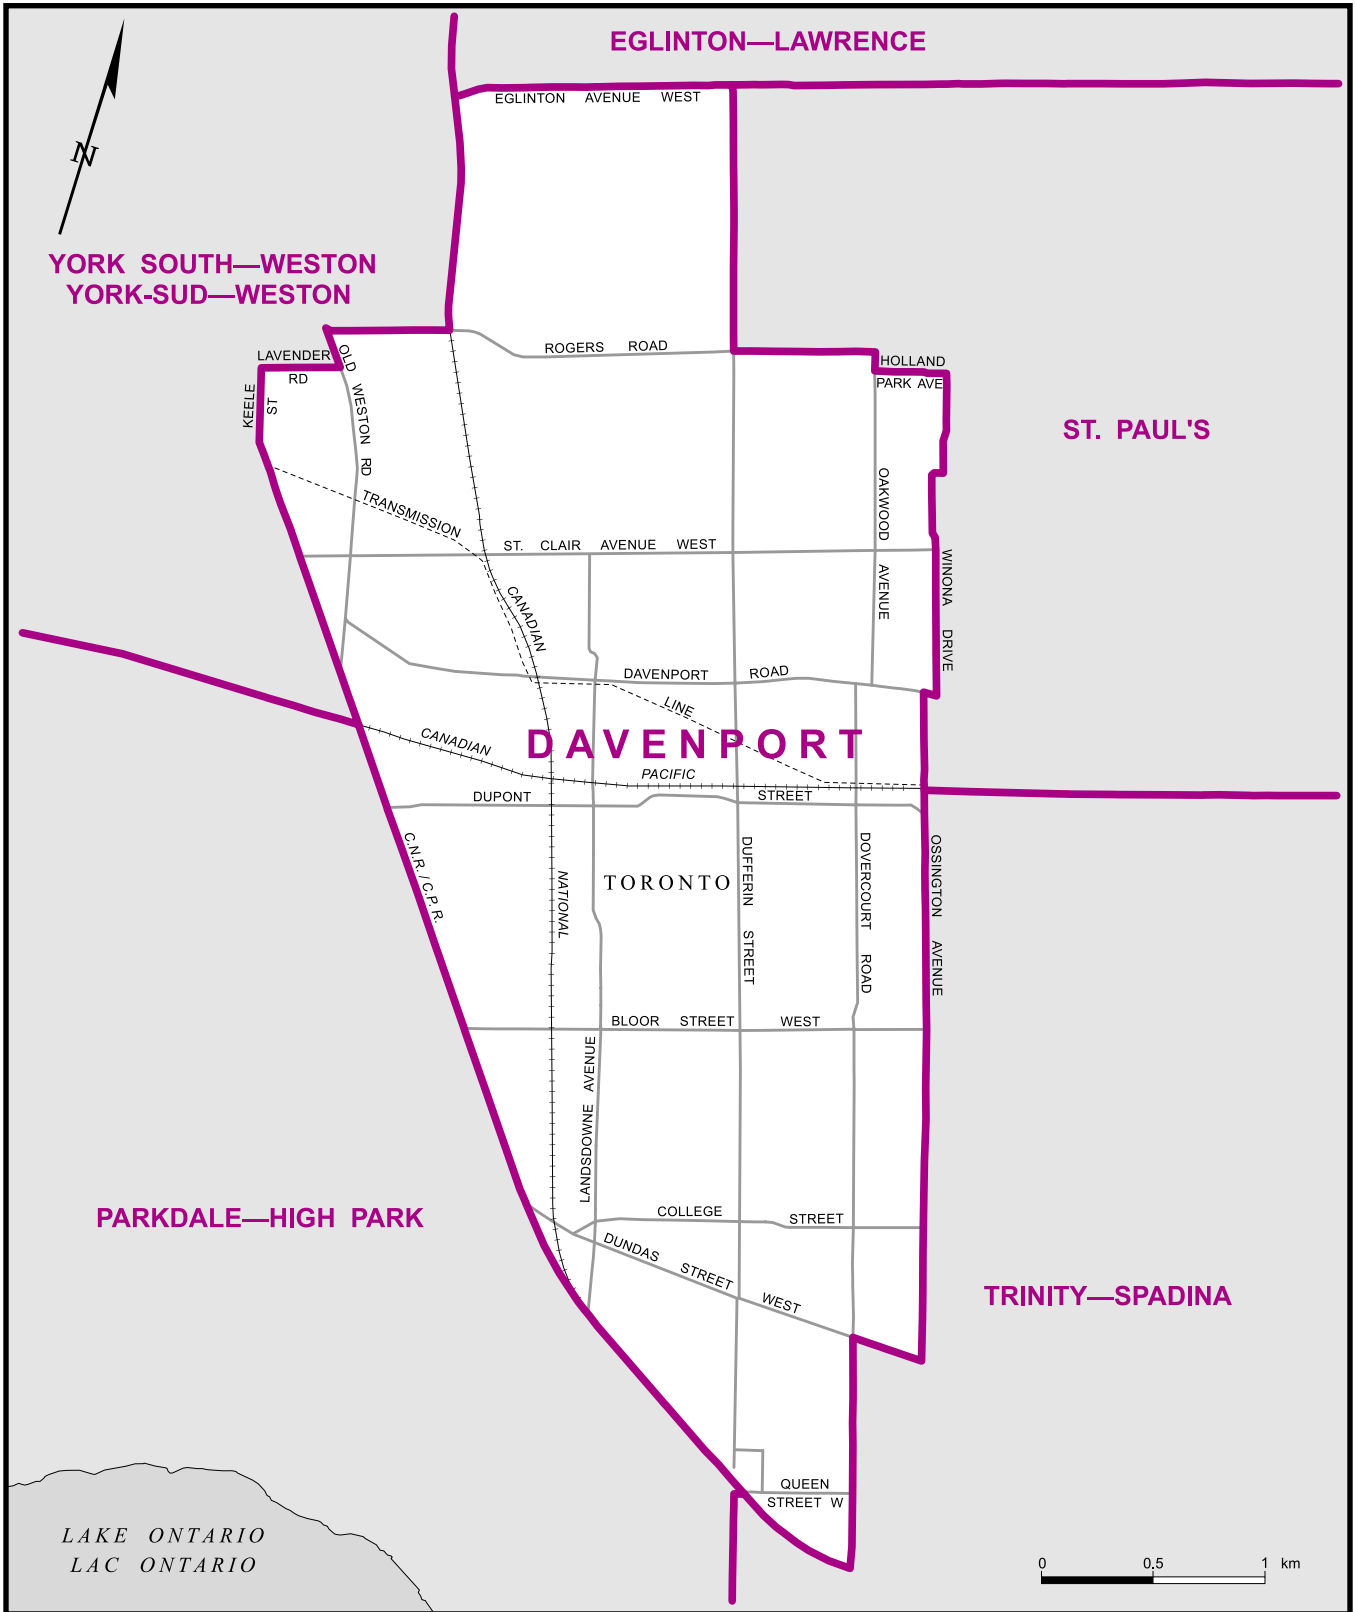 EGLINTON—LAWRENCE
EGLINTON AVENUE WEST
N
YORK SOUTH—WESTON
YORK-SUD—WESTON
ROGERS ROAD
LAVENDER
RD
OLD WESTON RD
KEELE
ST
HOLLAND
PARK AVE
ST. PAUL'S
OAKWOOD AVENUE
TRANSMISSION
ST. CLAIR AVENUE WEST
CANADIAN
WINONA DRIVE
DAVENPORT ROAD
LINE
DAVENPORT
CANADIAN
PACIFIC
DUPONT STREET
C.N.R. / C.P.R.
NATIONAL
TORONTO
DUFFERIN STREET
DOVERCOURT ROAD
OSSINGTON AVENUE
BLOOR STREET WEST
LANDSDOWNE AVENUE
PARKDALE—HIGH PARK
COLLEGE STREET
DUNDAS STREET WEST
TRINITY—SPADINA
QUEEN
STREET W
LAKE ONTARIO
LAC ONTARIO
0 0.5 1 km